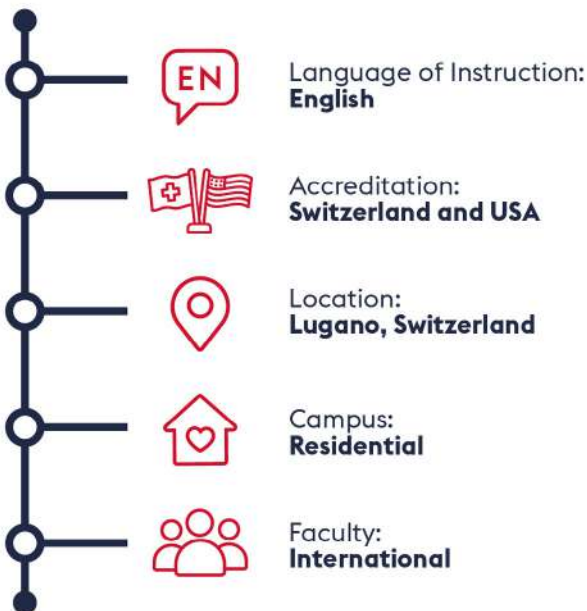 EN
Language of Instruction:
English
Accreditation:
Switzerland and USA
Location:
Lugano, Switzerland
Campus:
Residential
Faculty:
International